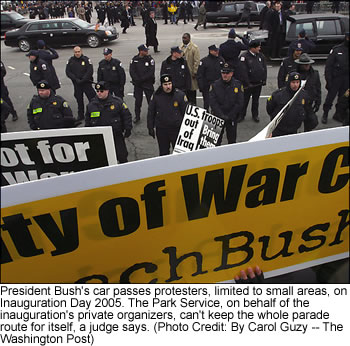 U.S. troops
out of
Iraq
Bring
not for
ty of War C
achBush
President Bush's car passes protesters, limited to small areas, on
Inauguration Day 2005. The Park Service, on behalf of the
inauguration's private organizers, can't keep the whole parade
route for itself, a judge says. (Photo Credit: By Carol Guzy -- The
Washington Post)